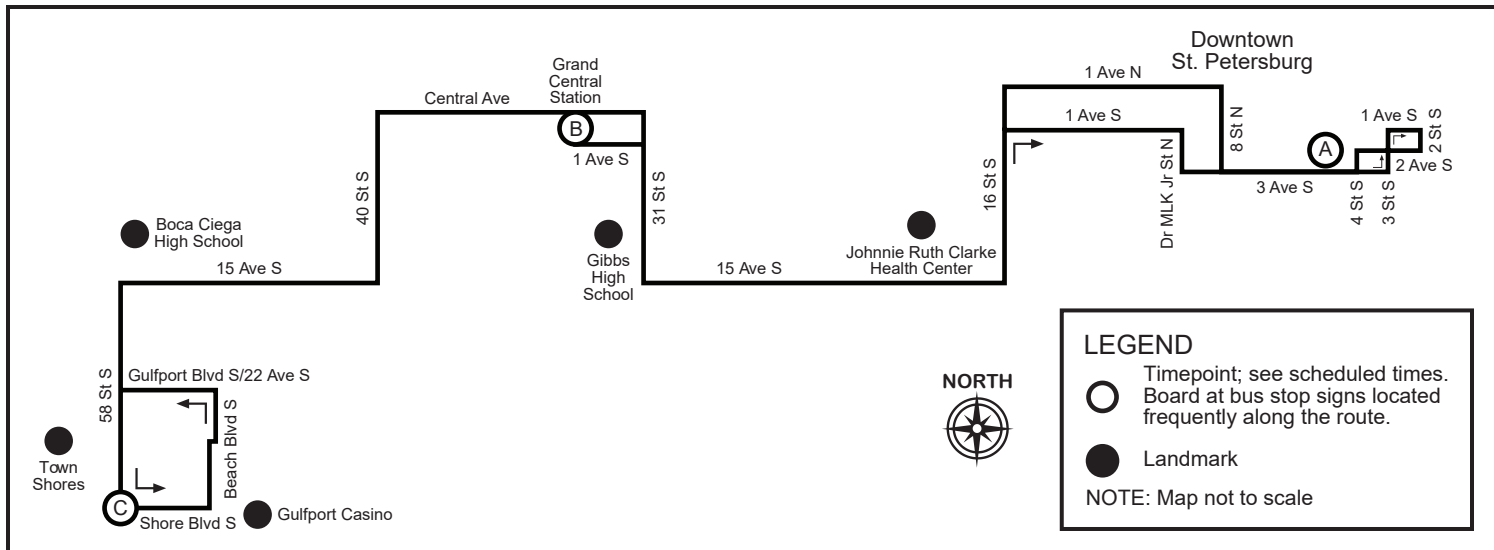 Downtown
St. Petersburg
Grand
Central
Station
Central Ave
B
1 Ave S
1 Ave N
1 Ave S
8 St N
A
1 Ave S
2 St S
2 Ave S
3 Ave S
4 St S
3 St S
Dr MLK Jr St N
16 St S
40 St S
31 St S
Boca Ciega
High School
Gibbs
High
School
Johnnie Ruth Clarke
Health Center
15 Ave S
15 Ave S
Gulfport Blvd S/22 Ave S
58 St S
Beach Blvd S
Town
Shores
C
Shore Blvd S
Gulfport Casino
NORTH
LEGEND
Timepoint; see scheduled times.
Board at bus stop signs located
frequently along the route.
Landmark
NOTE: Map not to scale